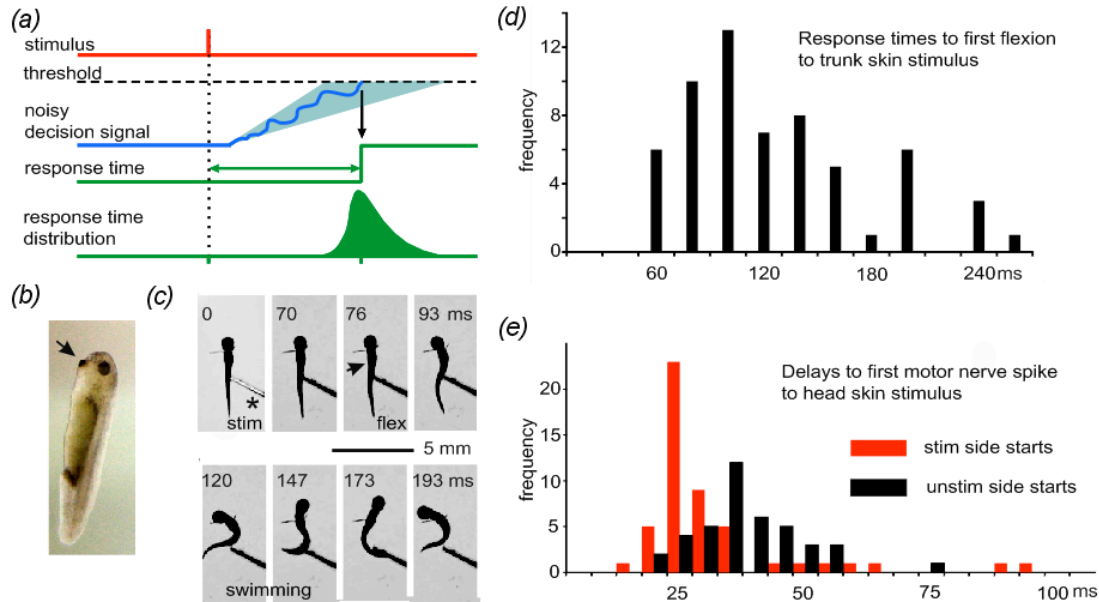 (a)
stimulus
threshold
noisy
decision signal
response time
response time
distribution
(b)
(c)
0
70
76
93 ms
*
stim
flex
5 mm
120
147
173
193 ms
swimming
(d)
Response times to first flexion
to trunk skin stimulus
frequency
12
8
4
0
60
120
180
240 ms
(e)
Delays to first motor nerve spike
to head skin stimulus
stim side starts
unstim side starts
frequency
20
15
10
5
0
25
50
75
100 ms